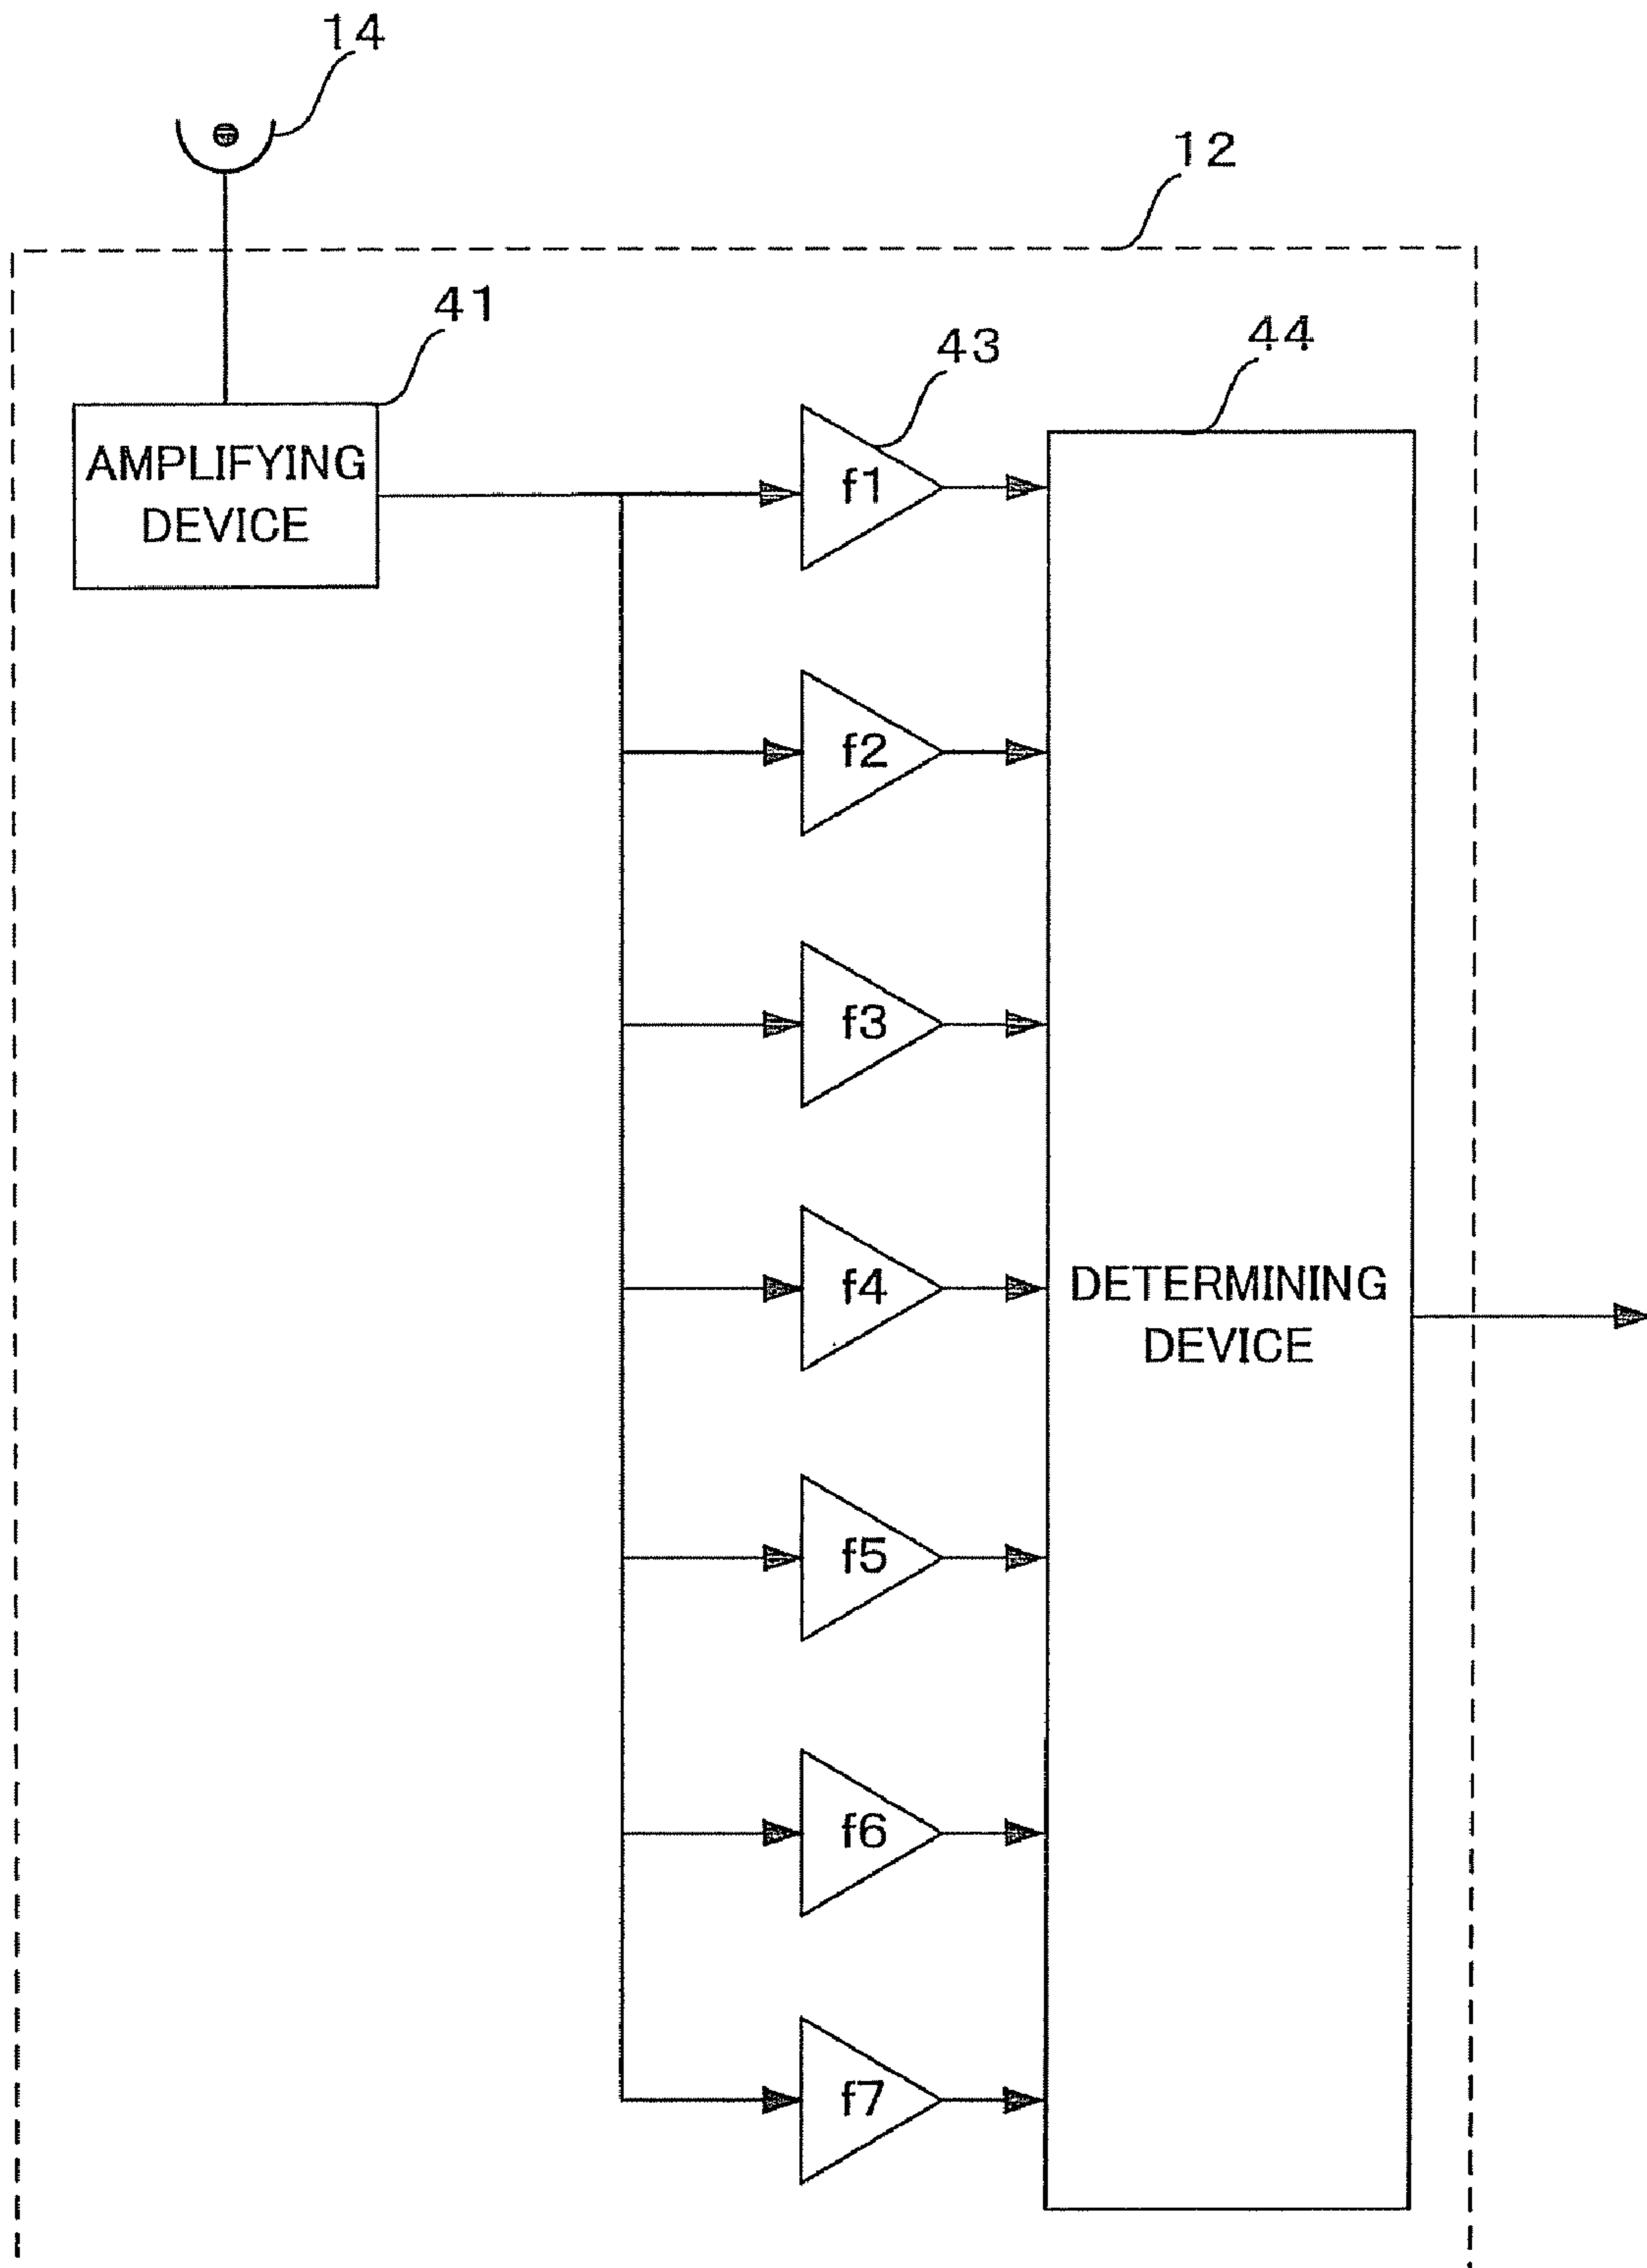 14
12
41
43
44
AMPLIFYING
DEVICE
f1
f2
f3
f4
DETERMINING
DEVICE
f5
f6
f7